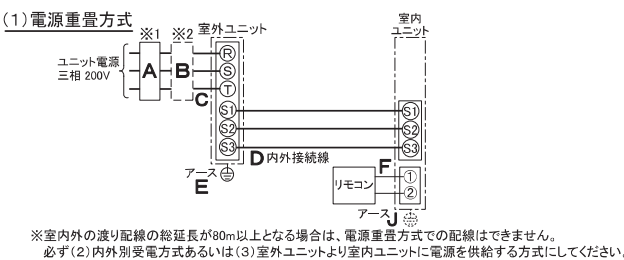 (1)電源重畳方式
※1 ※2 室外ユニット 室内ユニット
ユニット電源
三相 200V
A B C
R
S
T
S1 S1
S2 S2
S3 S3
D 内外接続線
アース
E
F
リモコン ① ②
アース J
※室内外の渡り配線の総延長が80m以上となる場合は、電源重畳方式での配線はできません。
必ず(2)内外別受電方式あるいは(3)室外ユニットより室内ユニットに電源を供給する方式にしてください。